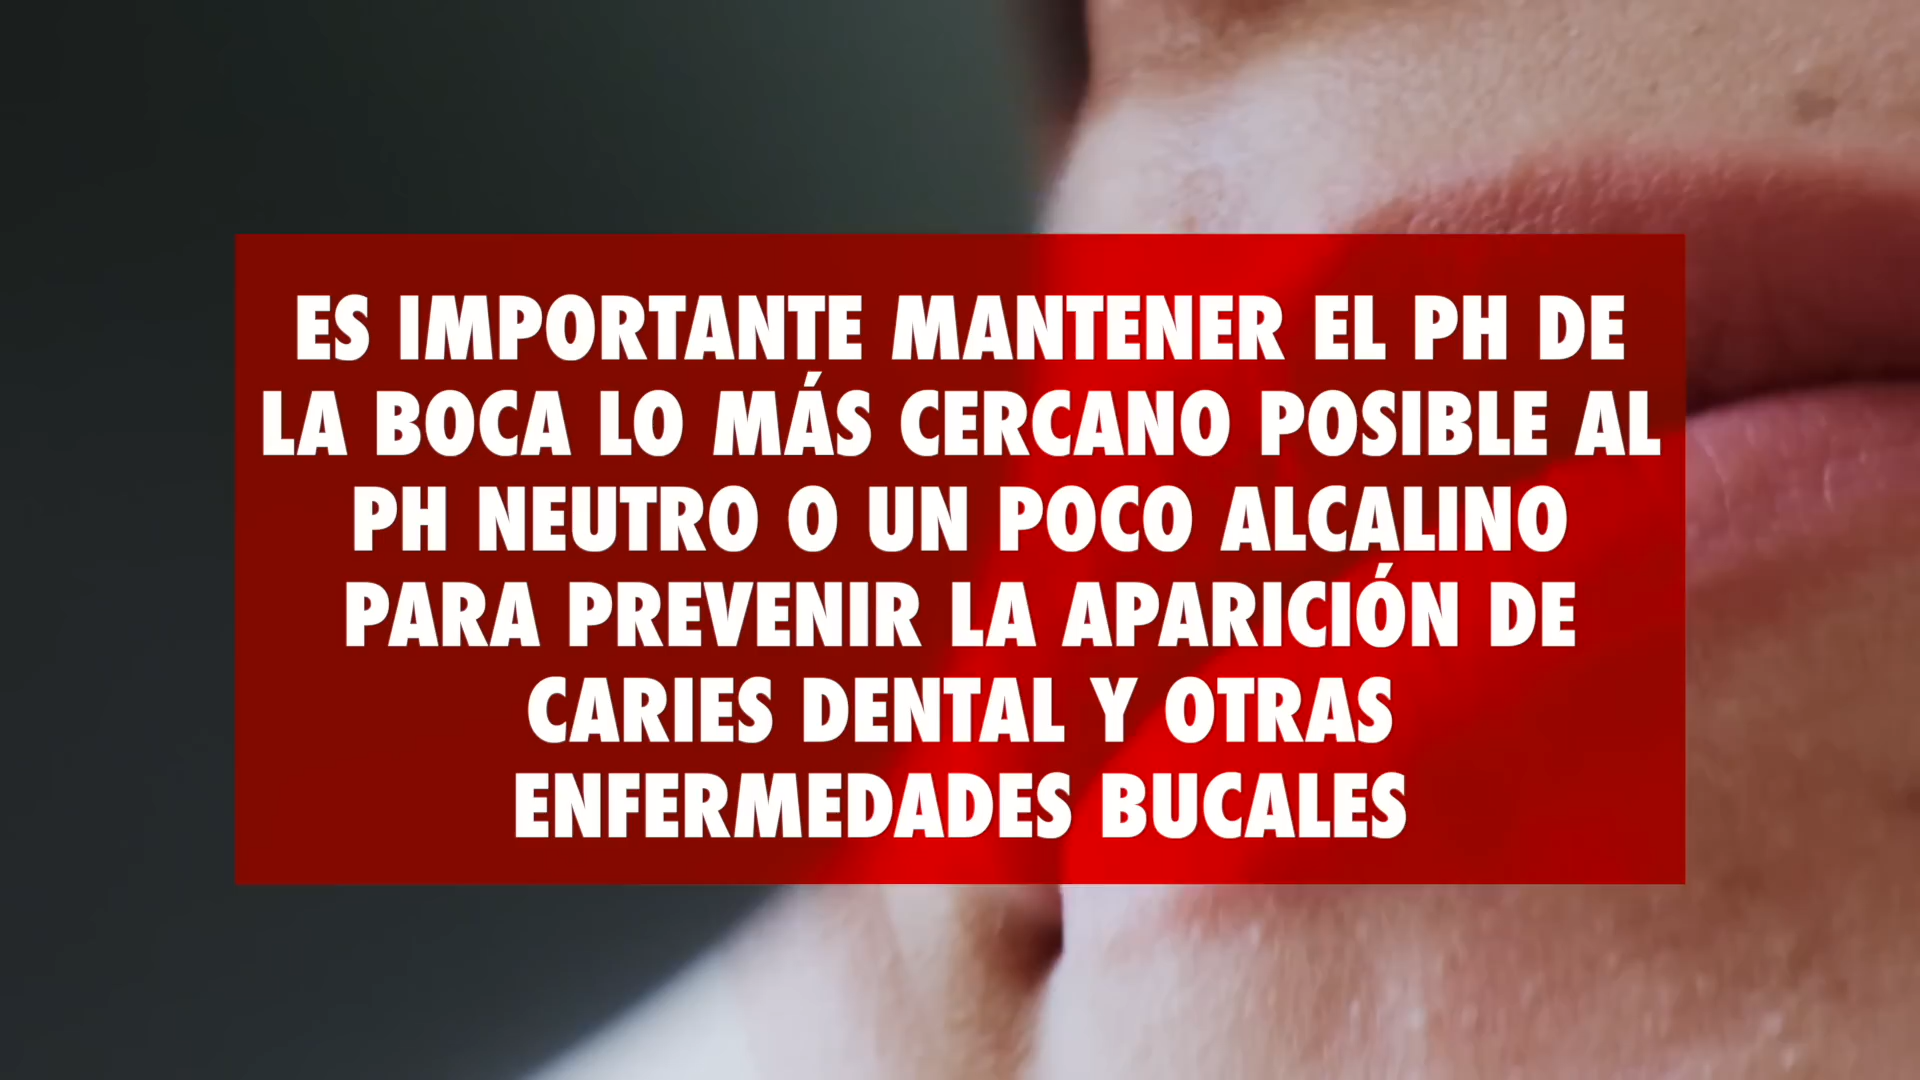 ES IMPORTANTE MANTENER EL PH DE
LA BOCA LO MÁS CERCANO POSIBLE AL
PH NEUTRO O UN POCO ALCALINO
PARA PREVENIR LA APARICIÓN DE
CARIES DENTAL Y OTRAS
ENFERMEDADES BUCALES